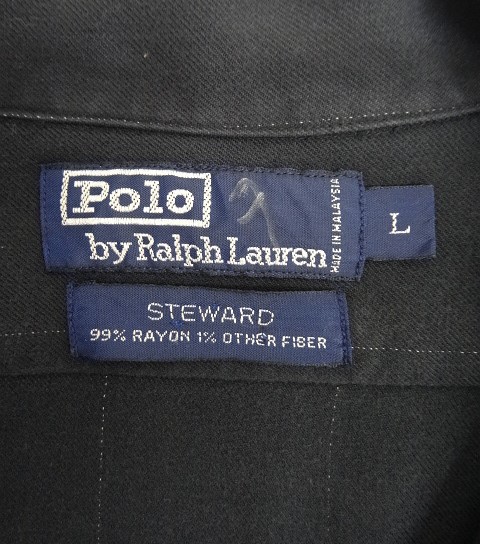 Polo
by Ralph Lauren
MADE IN MALAYSIA
L
STEWARD
99% RAYON 1% OTHER FIBER